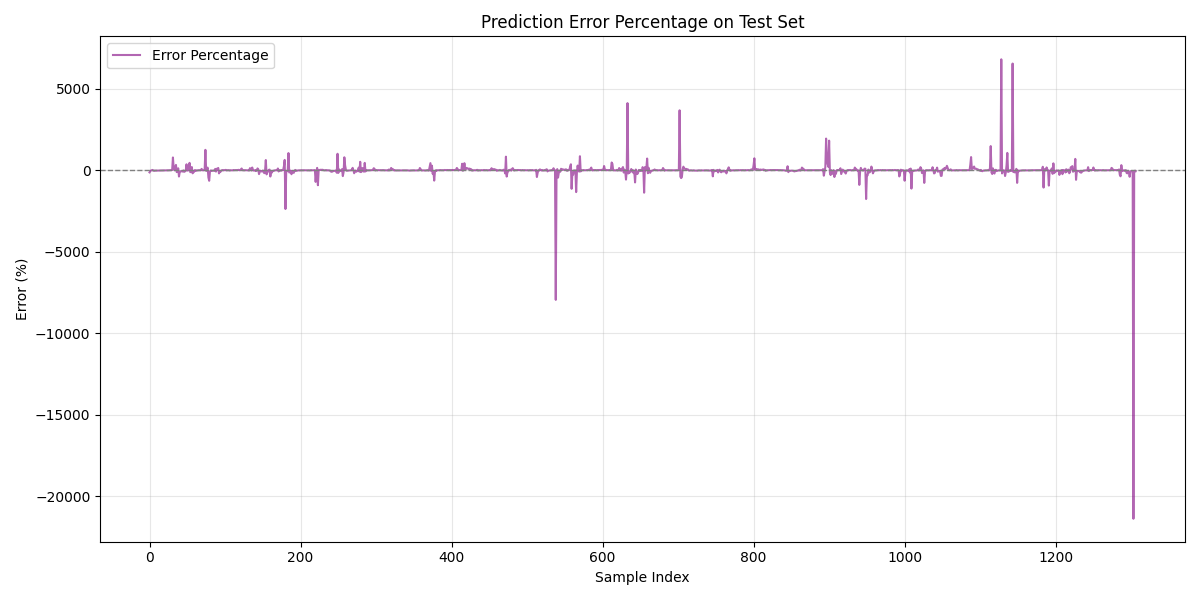 Prediction Error Percentage on Test Set
Error Percentage
Error (%)
5000
0
−5000
−10000
−15000
−20000
0 200 400 600 800 1000 1200
Sample Index